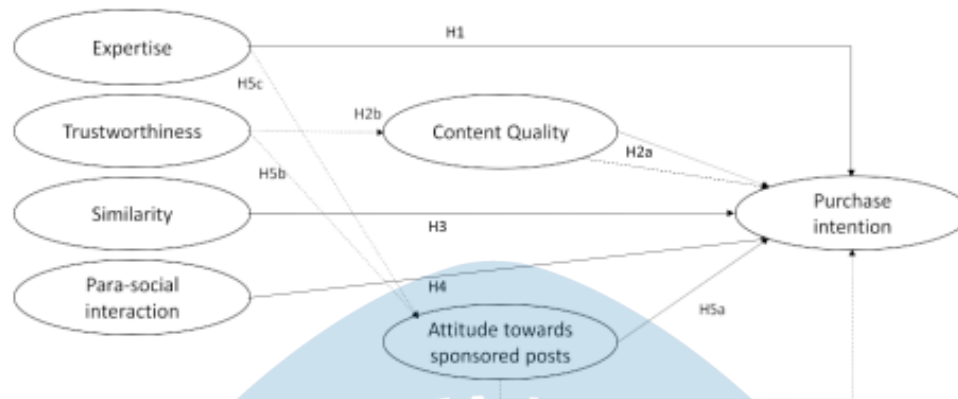 H1
Expertise
H5c
H2b
Trustworthiness
Content Quality
H2a
H5b
Purchase
intention
Similarity
H3
Para-social
interaction
H4
H5a
Attitude towards
sponsored posts